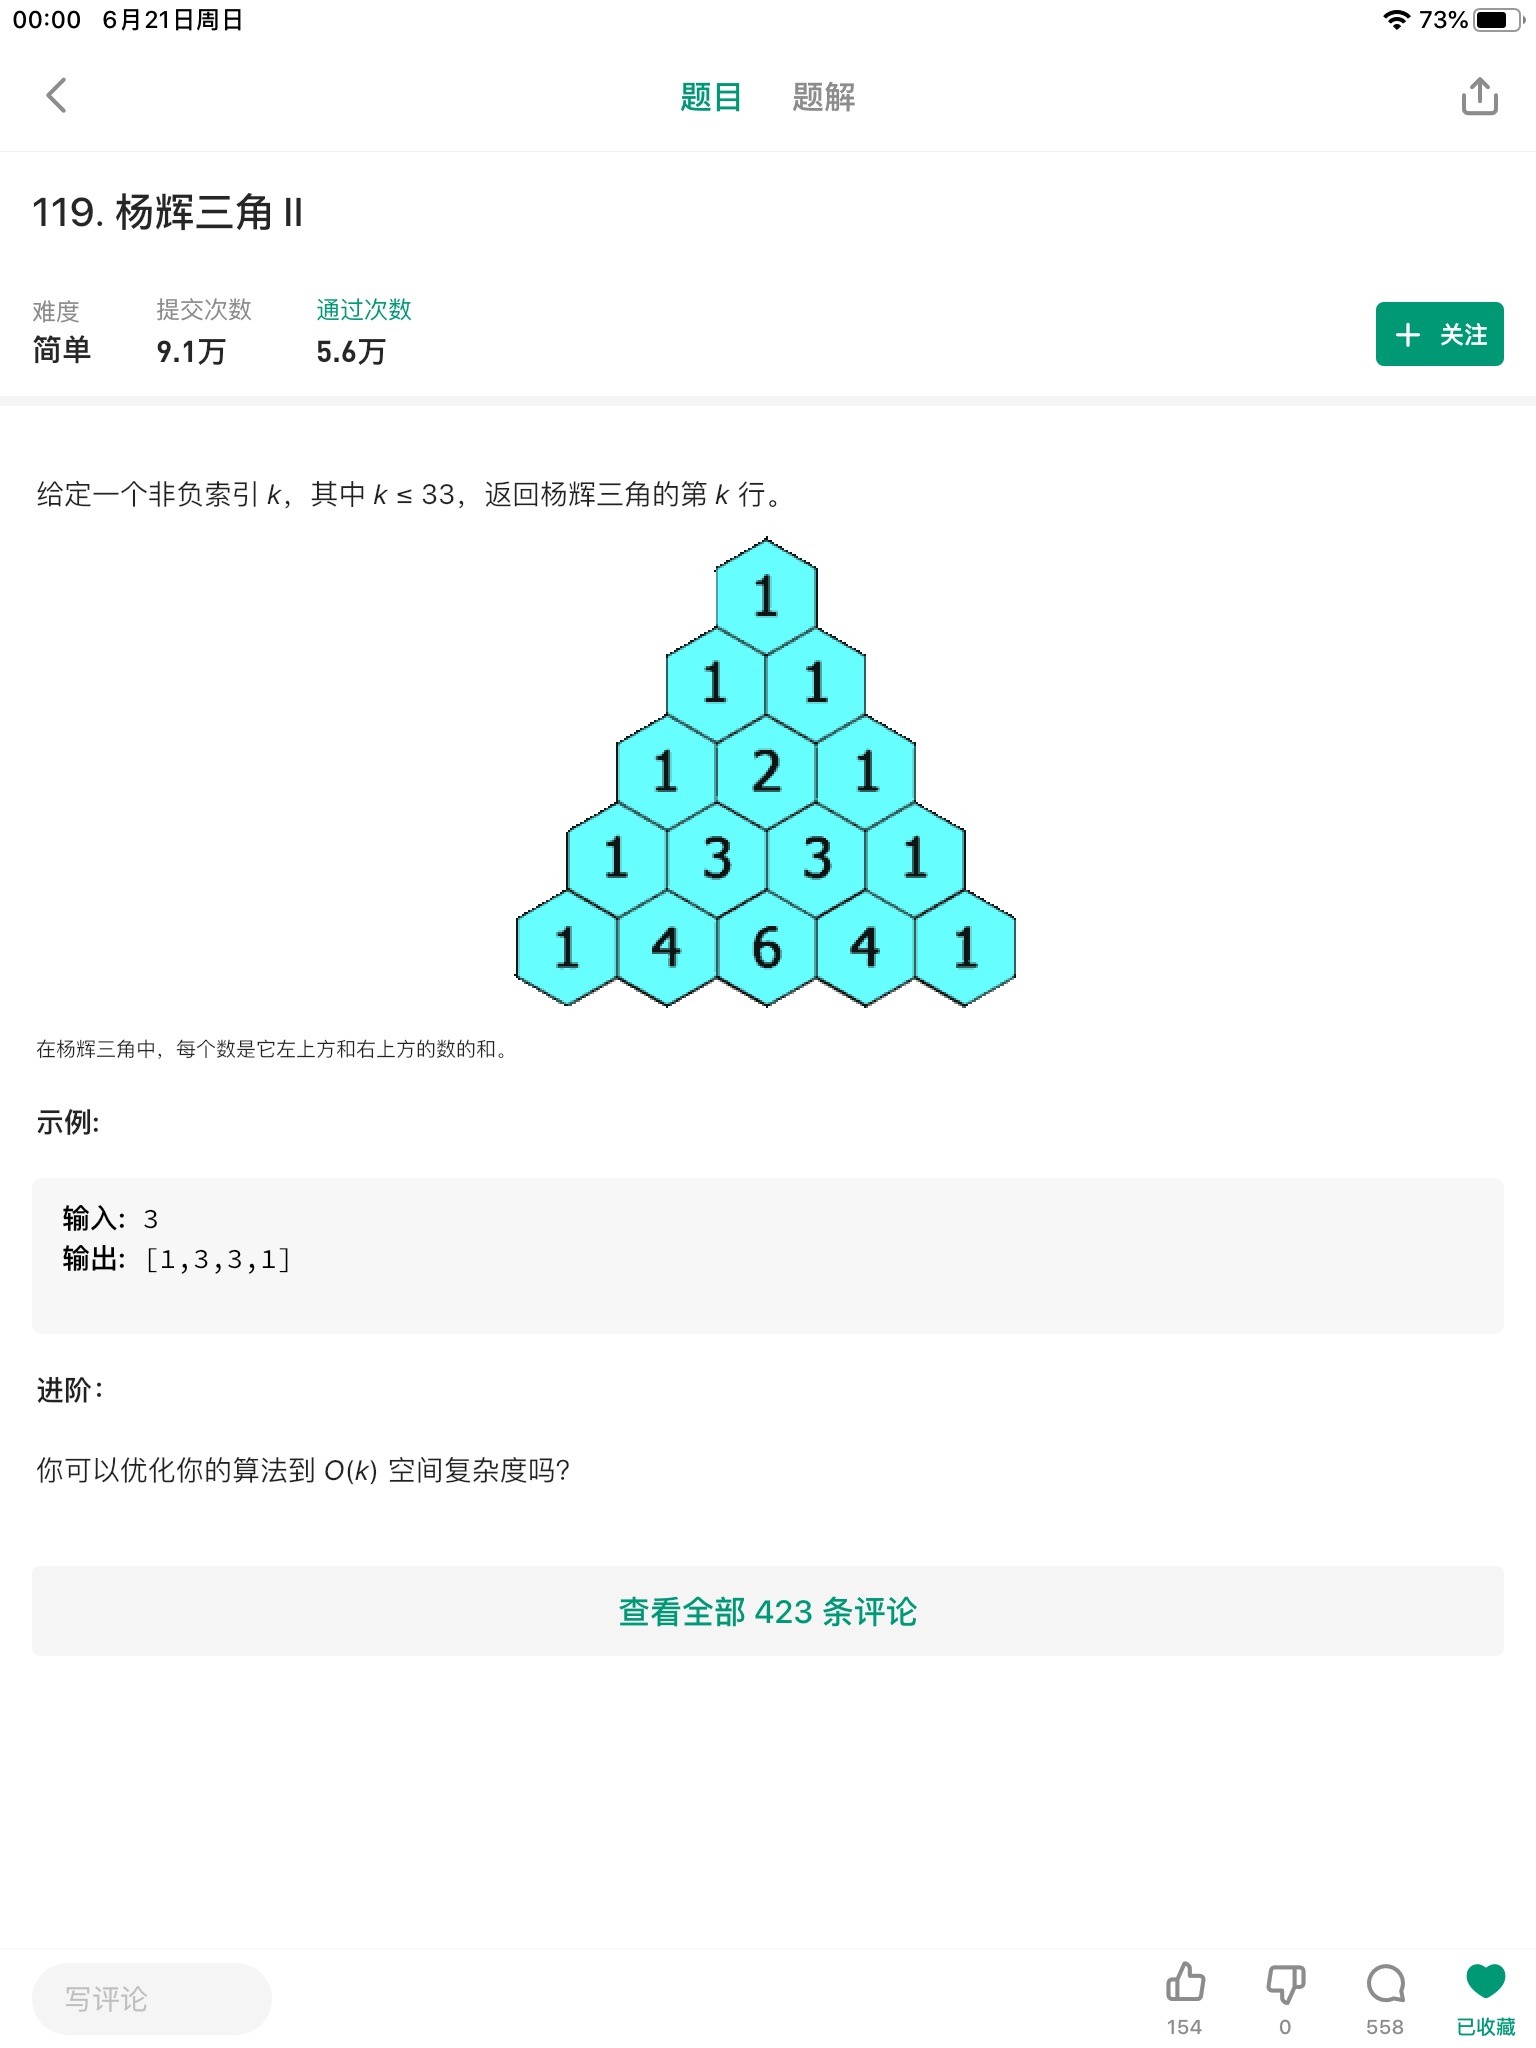 00:00 6月21日周日 73%
题目 题解
119. 杨辉三角 II
难度 提交次数 通过次数
简单 9.1万 5.6万
+ 关注
给定一个非负索引 k，其中 k ≤ 33，返回杨辉三角的第 k 行。
1
1 1
1 2 1
1 3 3 1
1 4 6 4 1
在杨辉三角中，每个数是它左上方和右上方的数的和。
示例:
输入: 3
输出: [1,3,3,1]
进阶：
你可以优化你的算法到 O(k) 空间复杂度吗？
查看全部 423 条评论
写评论
154 0 558 已收藏